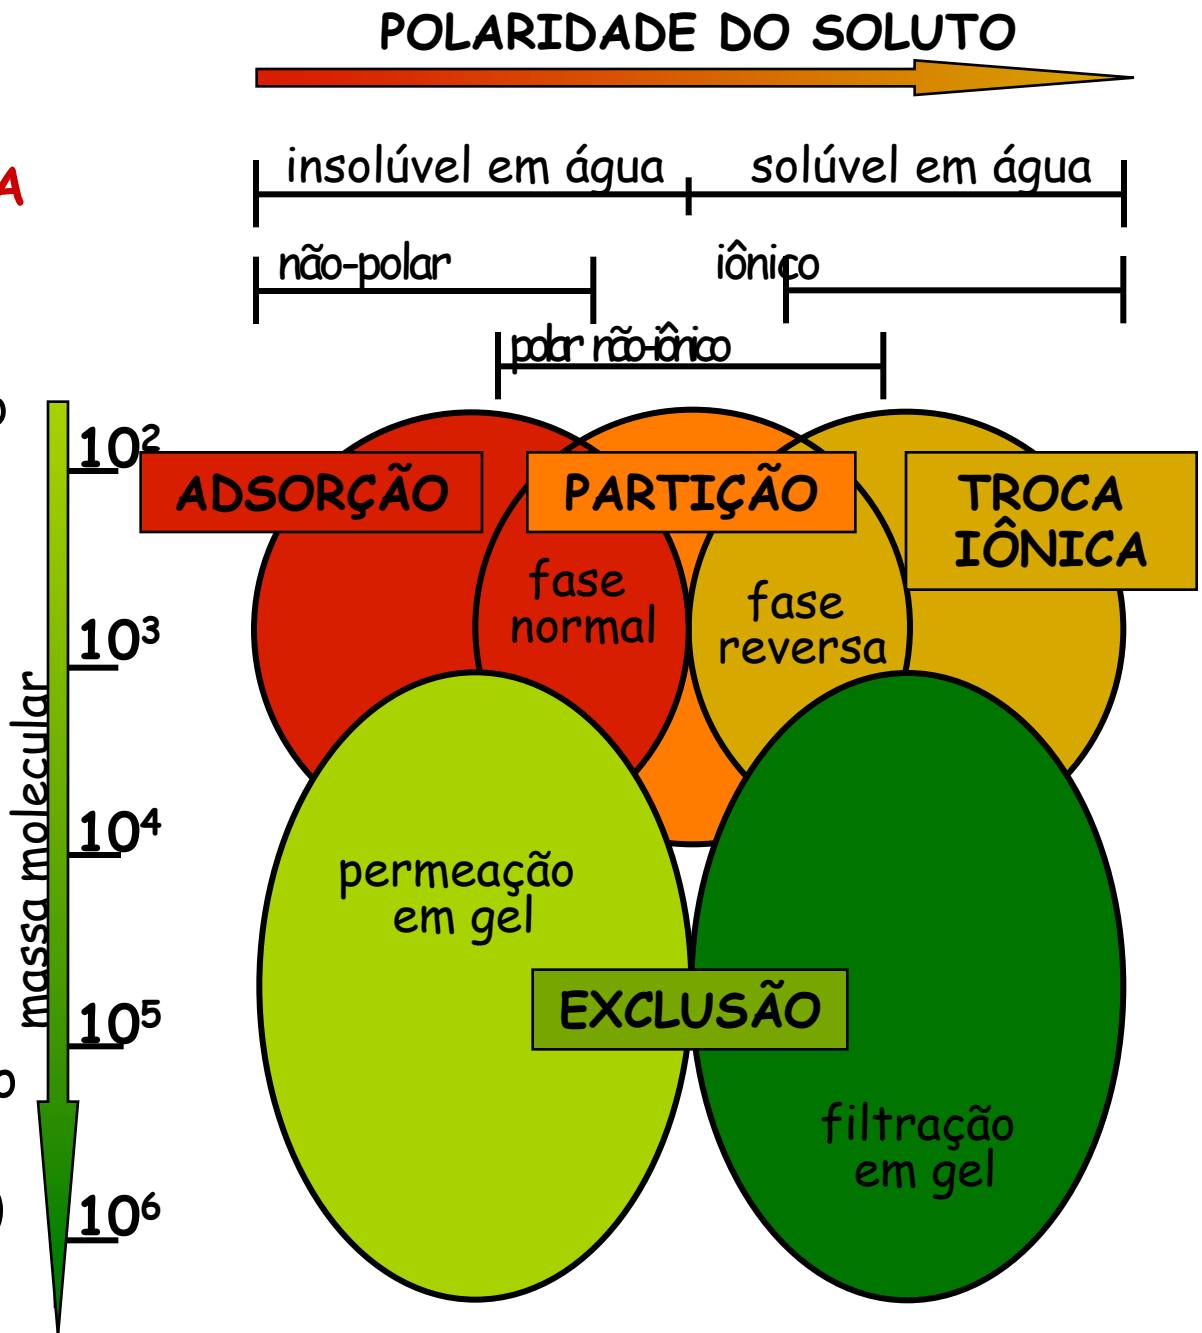 POLARIDADE DO SOLUTO
A
insolúvel em água
solúvel em água
não-polar
iônico
polar não-iônico
o
10²
ADSORÇÃO
PARTIÇÃO
TROCA
IÔNICA
fase
normal
fase
reversa
10³
massa molecular
10⁴
permeação
em gel
EXCLUSÃO
10⁵
o
filtração
em gel
)
10⁶